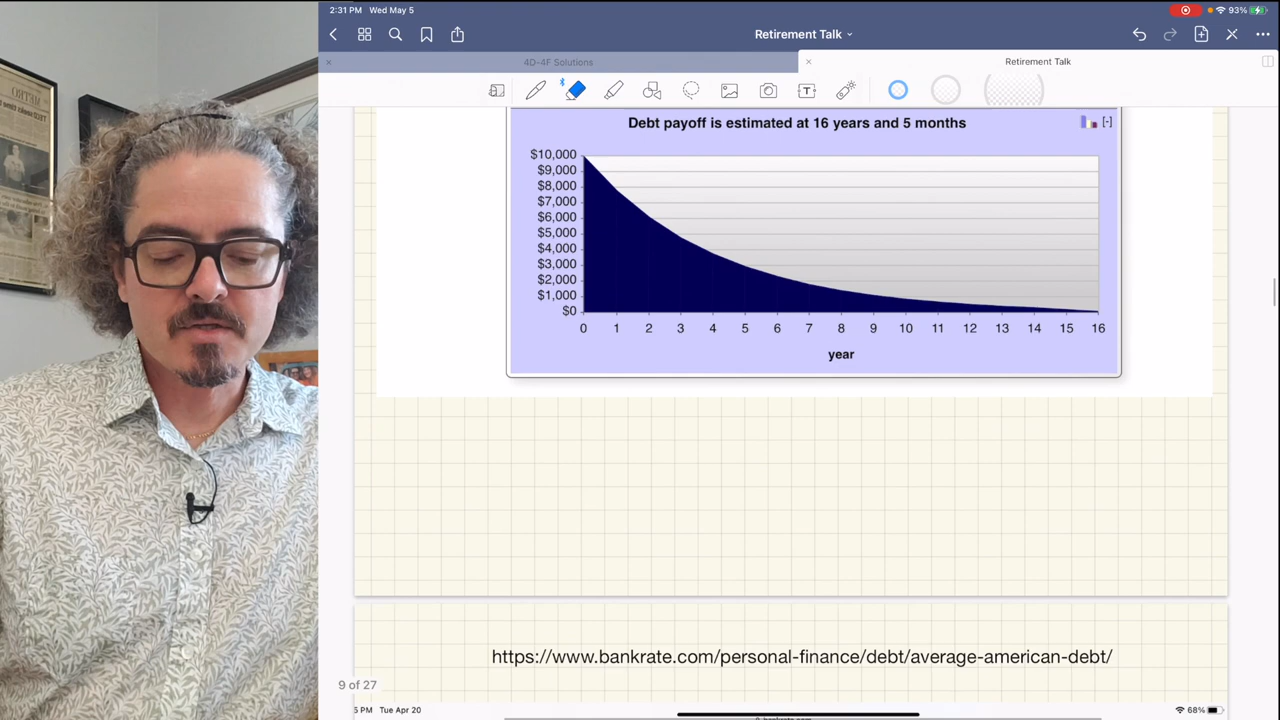 2:31 PM Wed May 5
93%
Retirement Talk
4D-4F Solutions
Retirement Talk
T
Debt payoff is estimated at 16 years and 5 months
[-]
$10,000
$9,000
$8,000
$7,000
$6,000
$5,000
$4,000
$3,000
$2,000
$1,000
$0
0 1 2 3 4 5 6 7 8 9 10 11 12 13 14 15 16
year
https://www.bankrate.com/personal-finance/debt/average-american-debt/
9 of 27
5 PM Tue Apr 20
68%
METRO